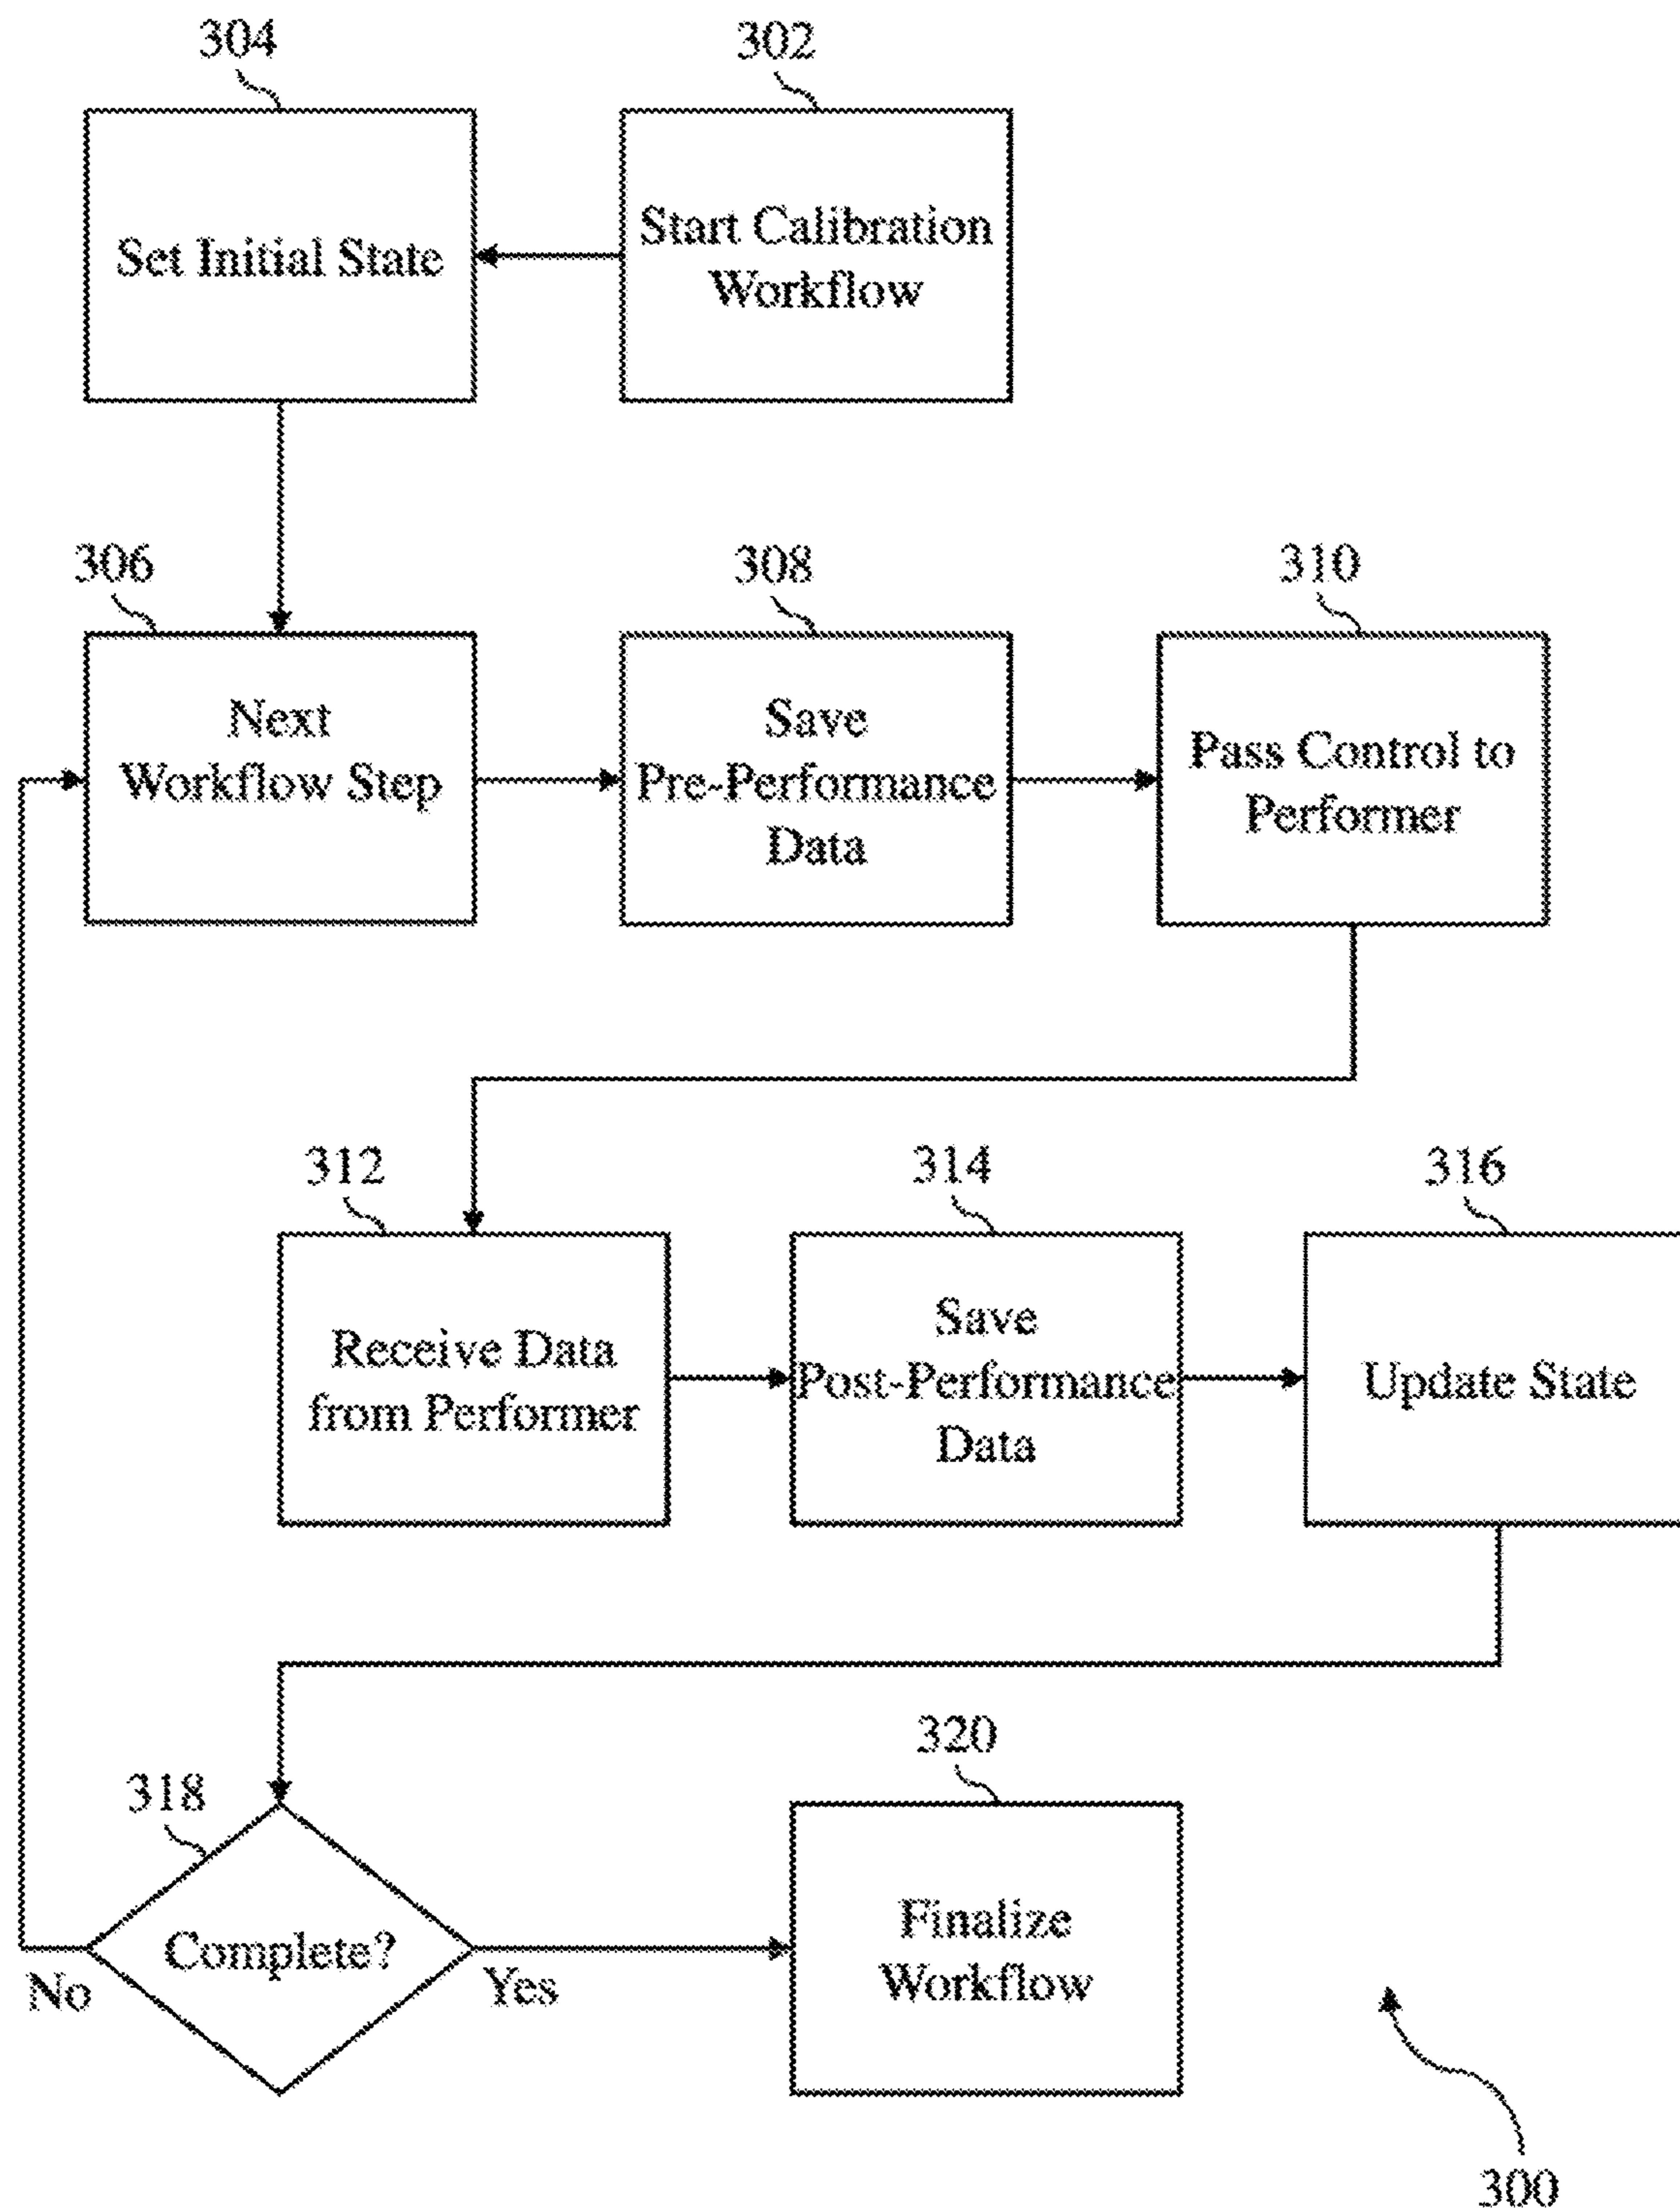 304
302
Set Initial State
Start Calibration
Workflow
306
308
310
Next
Workflow Step
Save
Pre-Performance
Data
Pass Control to
Performer
312
314
316
Receive Data
from Performer
Save
Post-Performance
Data
Update State
318
320
Complete?
No
Yes
Finalize
Workflow
300